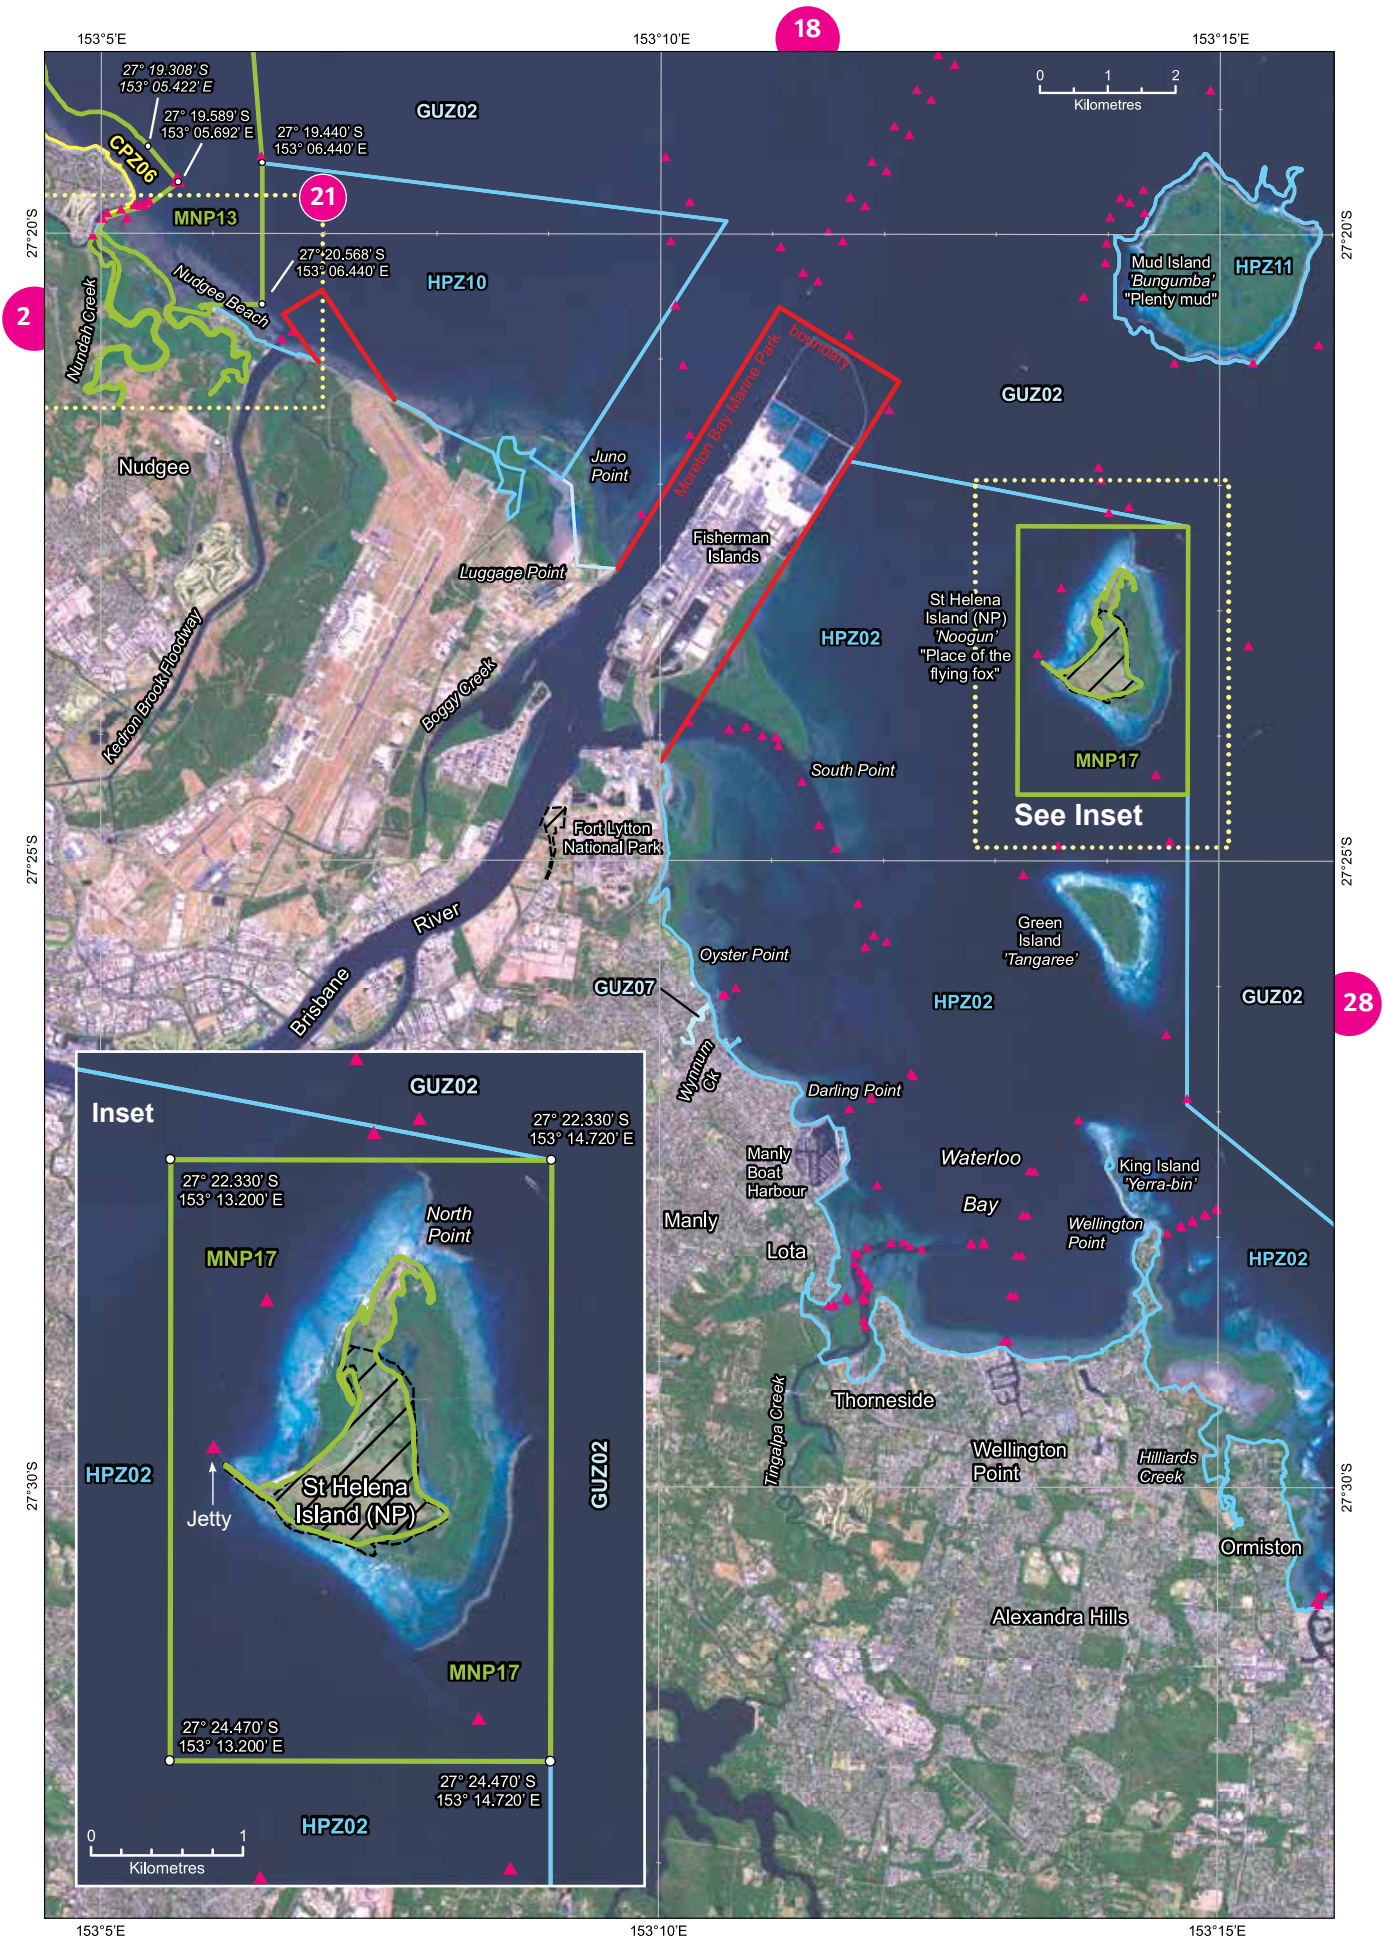 18
153°5'E
153°10'E
153°15'E
27° 19.308' S
153° 05.422' E
27° 19.589' S
153° 05.692' E
27° 19.440' S
153° 06.440' E
GUZ02
0 1 2
Kilometres
CPZ06
21
MNP13
27°20'S
27°20'S
27° 20.568' S
153° 06.440' E
HPZ10
Nudgee Beach
Nundah Creek
2
Mud Island
'Bungumba'
"Plenty mud"
HPZ11
Moreton Bay Marine Park
boundary
GUZ02
Nudgee
Juno
Point
Fisherman
Islands
Luggage Point
St Helena
Island (NP)
'Noogun'
"Place of the
flying fox"
HPZ02
Kedron Brook Floodway
Boggy Creek
MNP17
South Point
See Inset
Fort Lytton
National Park
27°25'S
27°25'S
River
Brisbane
Green
Island
'Tangaree'
Oyster Point
GUZ07
HPZ02
GUZ02
28
Wynnum
Ck
Darling Point
Manly
Boat
Harbour
Waterloo
Bay
King Island
'Yerra-bin'
Manly
Wellington
Point
Lota
HPZ02
Tingalpa Creek
Thorneside
Wellington
Point
Hilliards
Creek
27°30'S
27°30'S
Ormiston
Alexandra Hills
Inset
GUZ02
27° 22.330' S
153° 14.720' E
27° 22.330' S
153° 13.200' E
North
Point
MNP17
HPZ02
GUZ02
St Helena
Island (NP)
Jetty
MNP17
27° 24.470' S
153° 13.200' E
27° 24.470' S
153° 14.720' E
HPZ02
0 1
Kilometres
153°5'E
153°10'E
153°15'E